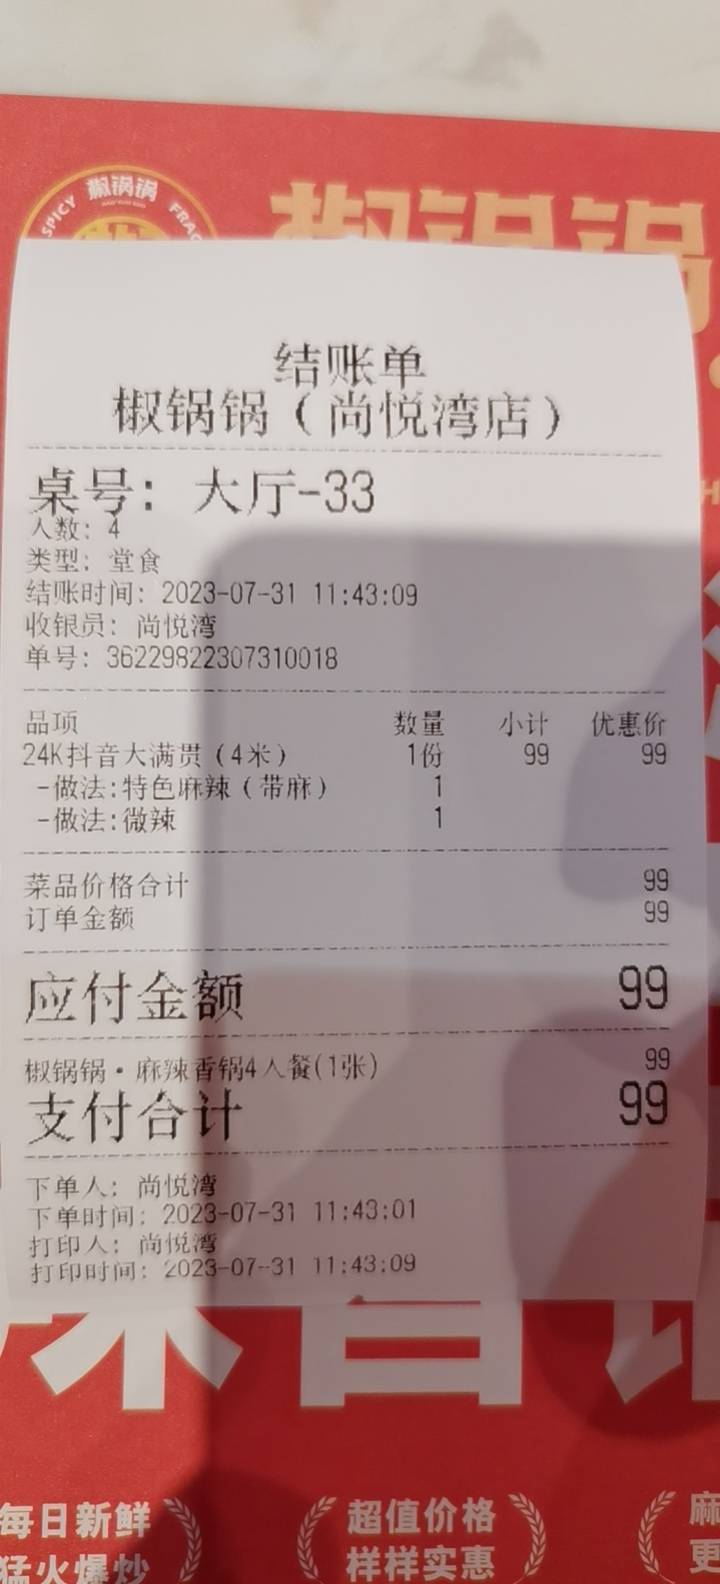 SPICY 椒锅锅
椒锅锅
结账单
椒锅锅（尚悦湾店）
桌号: 大厅-33
人数: 4
类型: 堂食
结账时间: 2023-07-31 11:43:09
收银员: 尚悦湾
单号: 36229822307310018
品项 数量 小计 优惠价
24K抖音大满贯（4米） 1份 99 99
-做法:特色麻辣（带麻） 1
-做法:微辣 1
菜品价格合计 99
订单金额 99
应付金额 99
椒锅锅·麻辣香锅4人餐(1张) 99
支付合计 99
下单人: 尚悦湾
下单时间: 2023-07-31 11:43:01
打印人: 尚悦湾
打印时间: 2023-07-31 11:43:09
每日新鲜 超值价格
猛火爆炒 样样实惠